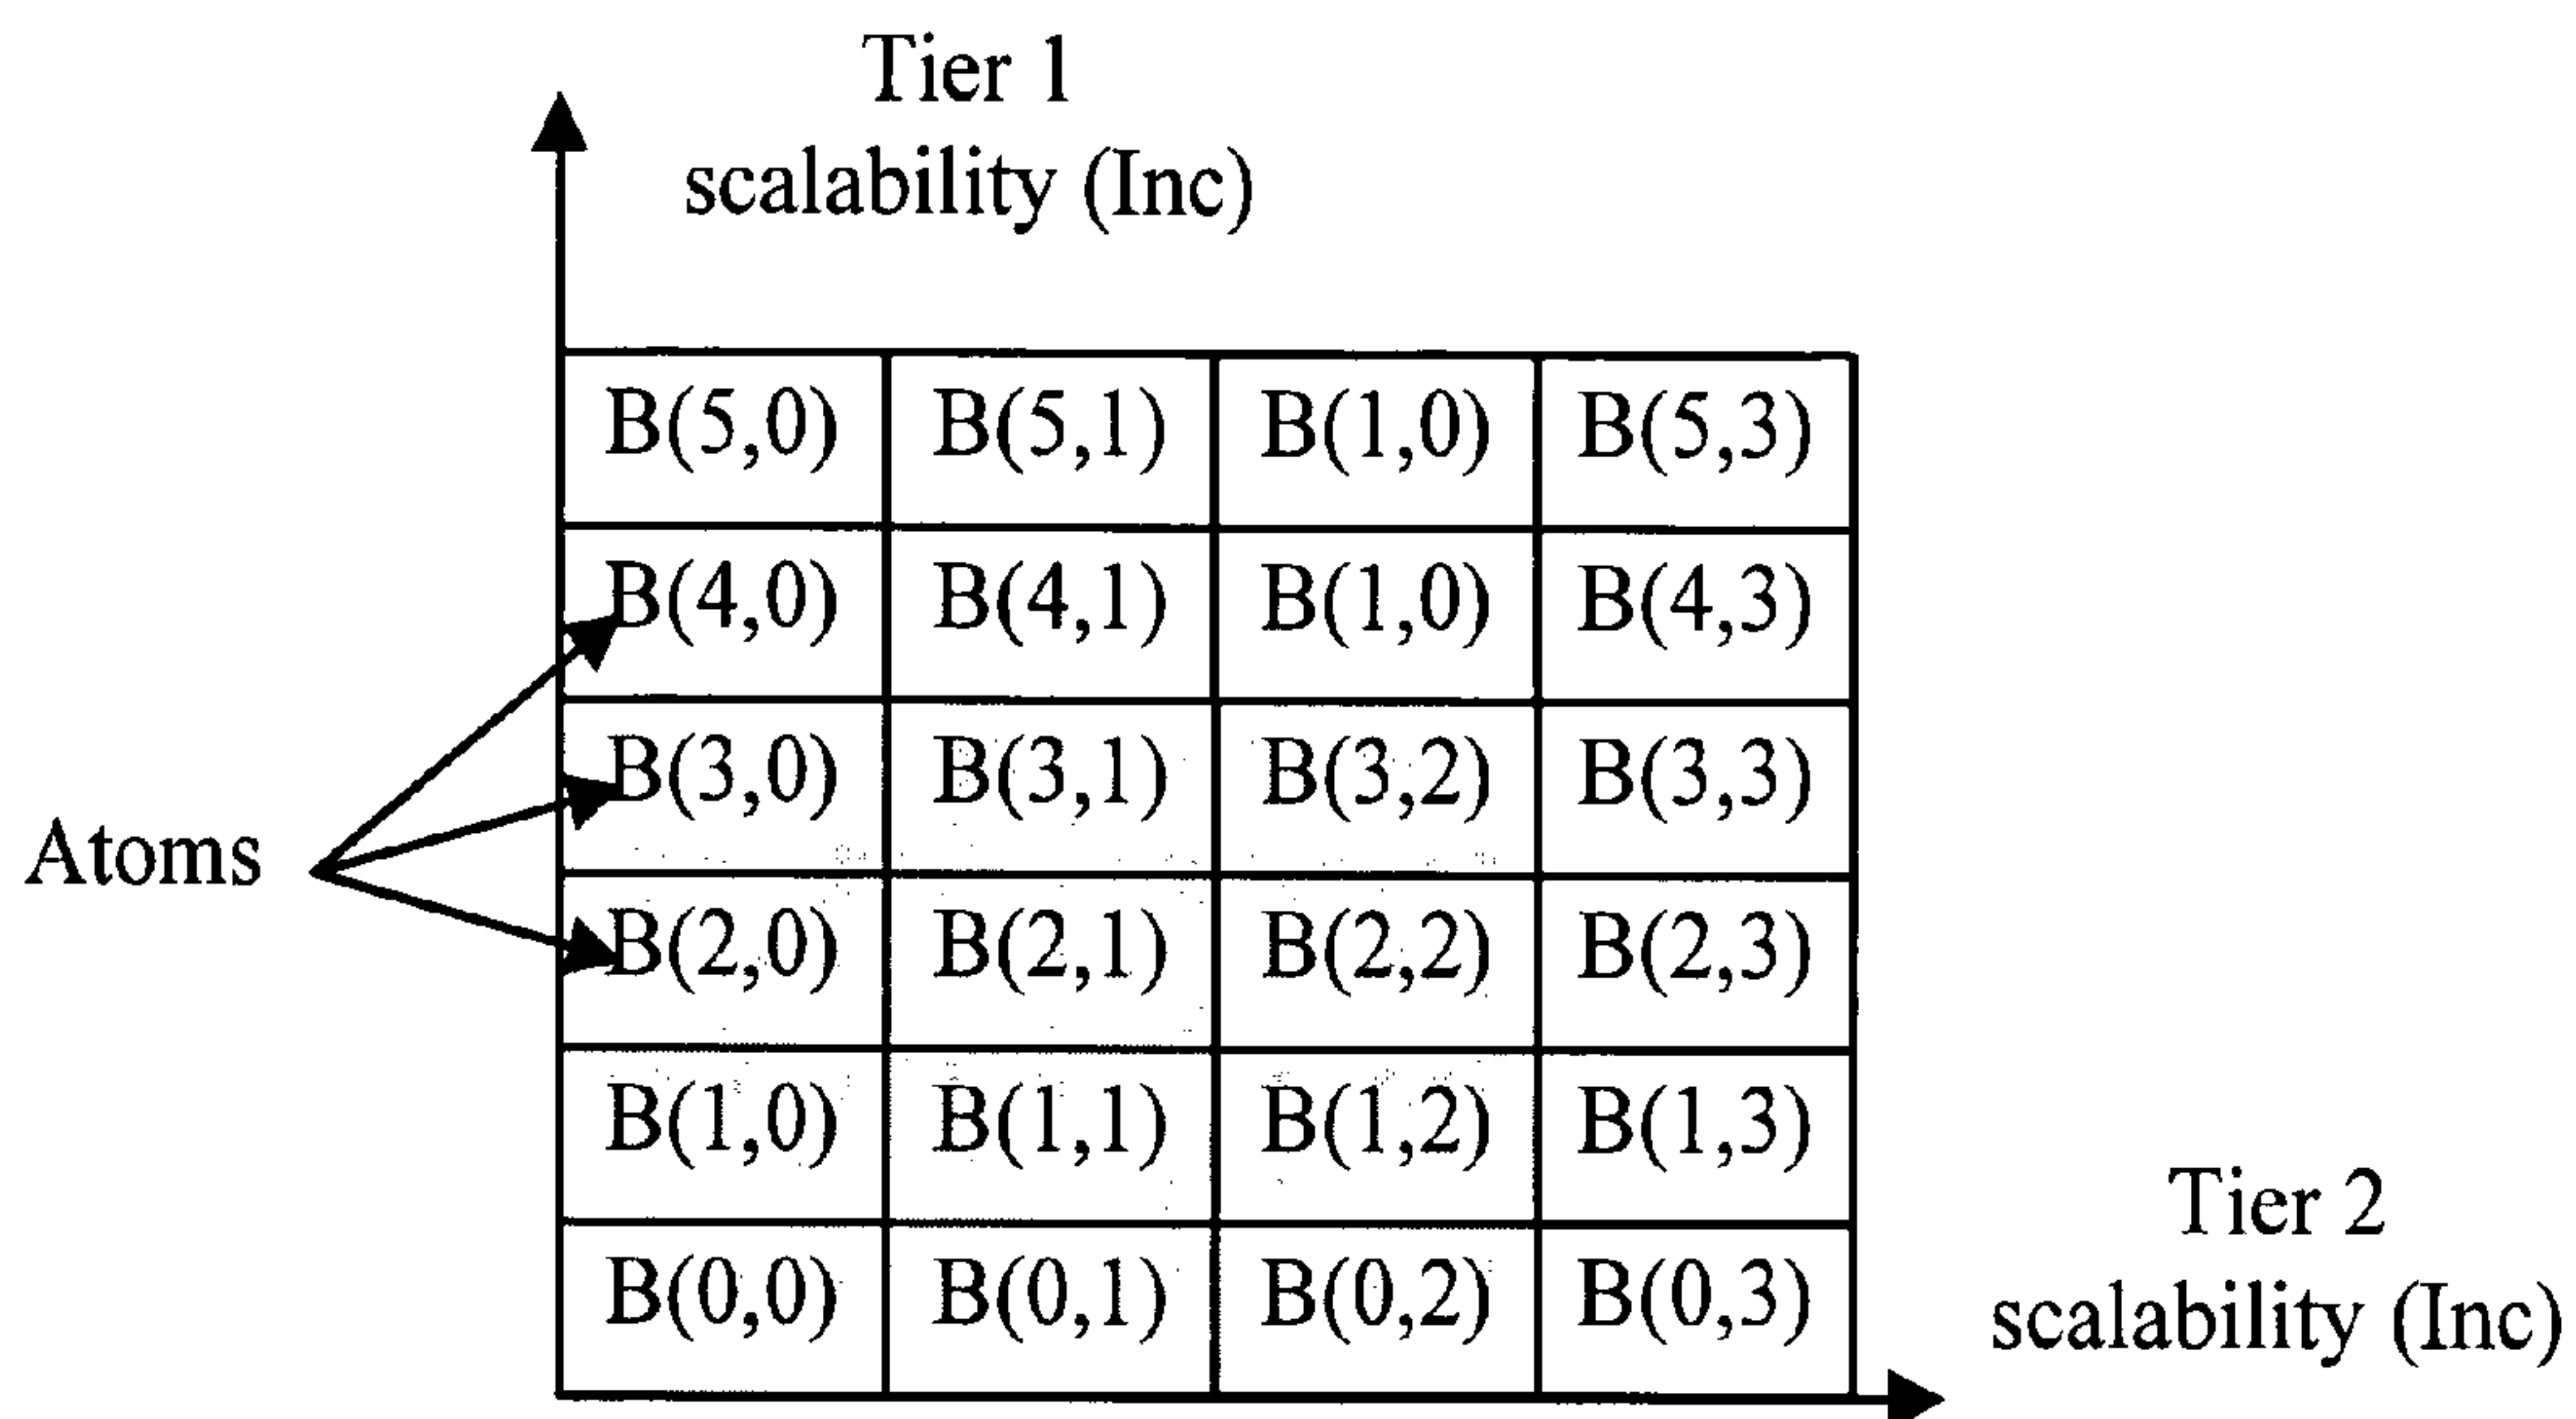 Tier 1
scalability (Inc)
B(5,0) B(5,1) B(1,0) B(5,3)
B(4,0) B(4,1) B(1,0) B(4,3)
B(3,0) B(3,1) B(3,2) B(3,3)
Atoms
B(2,0) B(2,1) B(2,2) B(2,3)
B(1,0) B(1,1) B(1,2) B(1,3)
B(0,0) B(0,1) B(0,2) B(0,3)
Tier 2
scalability (Inc)